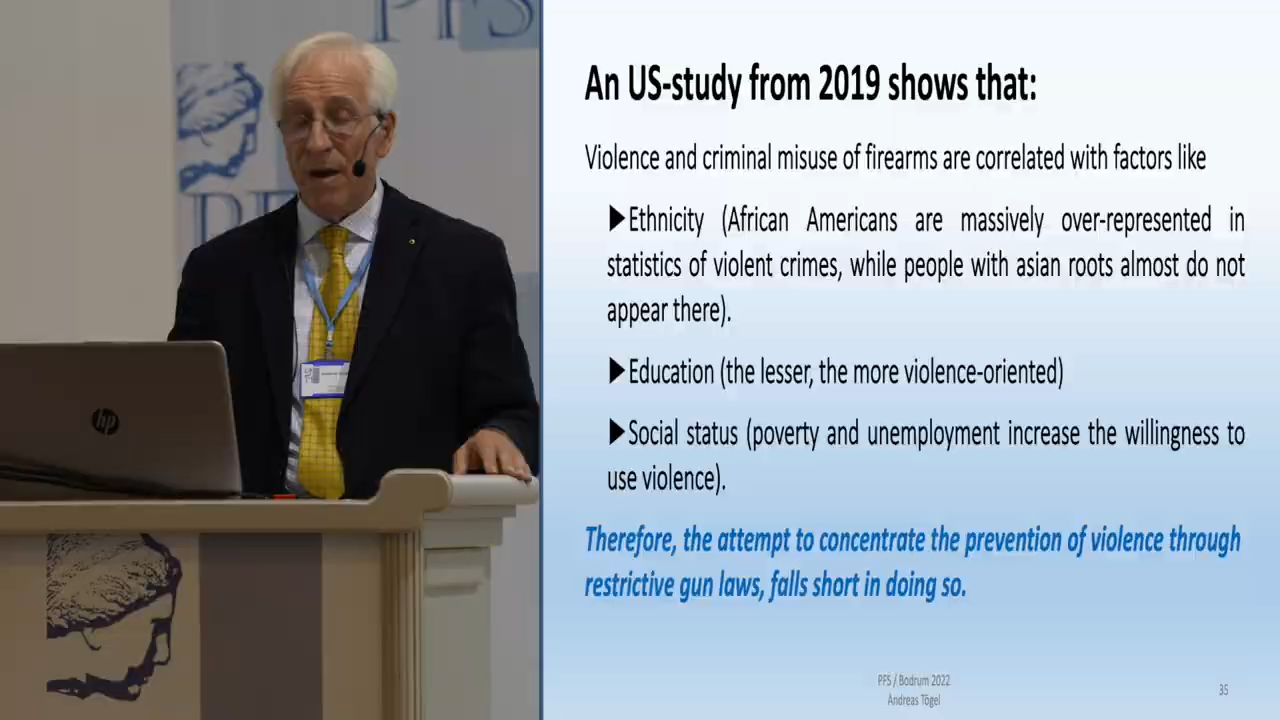 PFS
An US-study from 2019 shows that:
Violence and criminal misuse of firearms are correlated with factors like
▶Ethnicity (African Americans are massively over-represented in
statistics of violent crimes, while people with asian roots almost do not
appear there).
▶Education (the lesser, the more violence-oriented)
▶Social status (poverty and unemployment increase the willingness to
use violence).
Therefore, the attempt to concentrate the prevention of violence through
restrictive gun laws, falls short in doing so.
hp
PFS / Bodrum 2022
Andreas Tögel
35